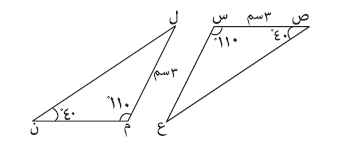 ل س ٣سم ص
١١٠° ٤٠°
٣سم
١١٠° ٤٠°
ن م ع